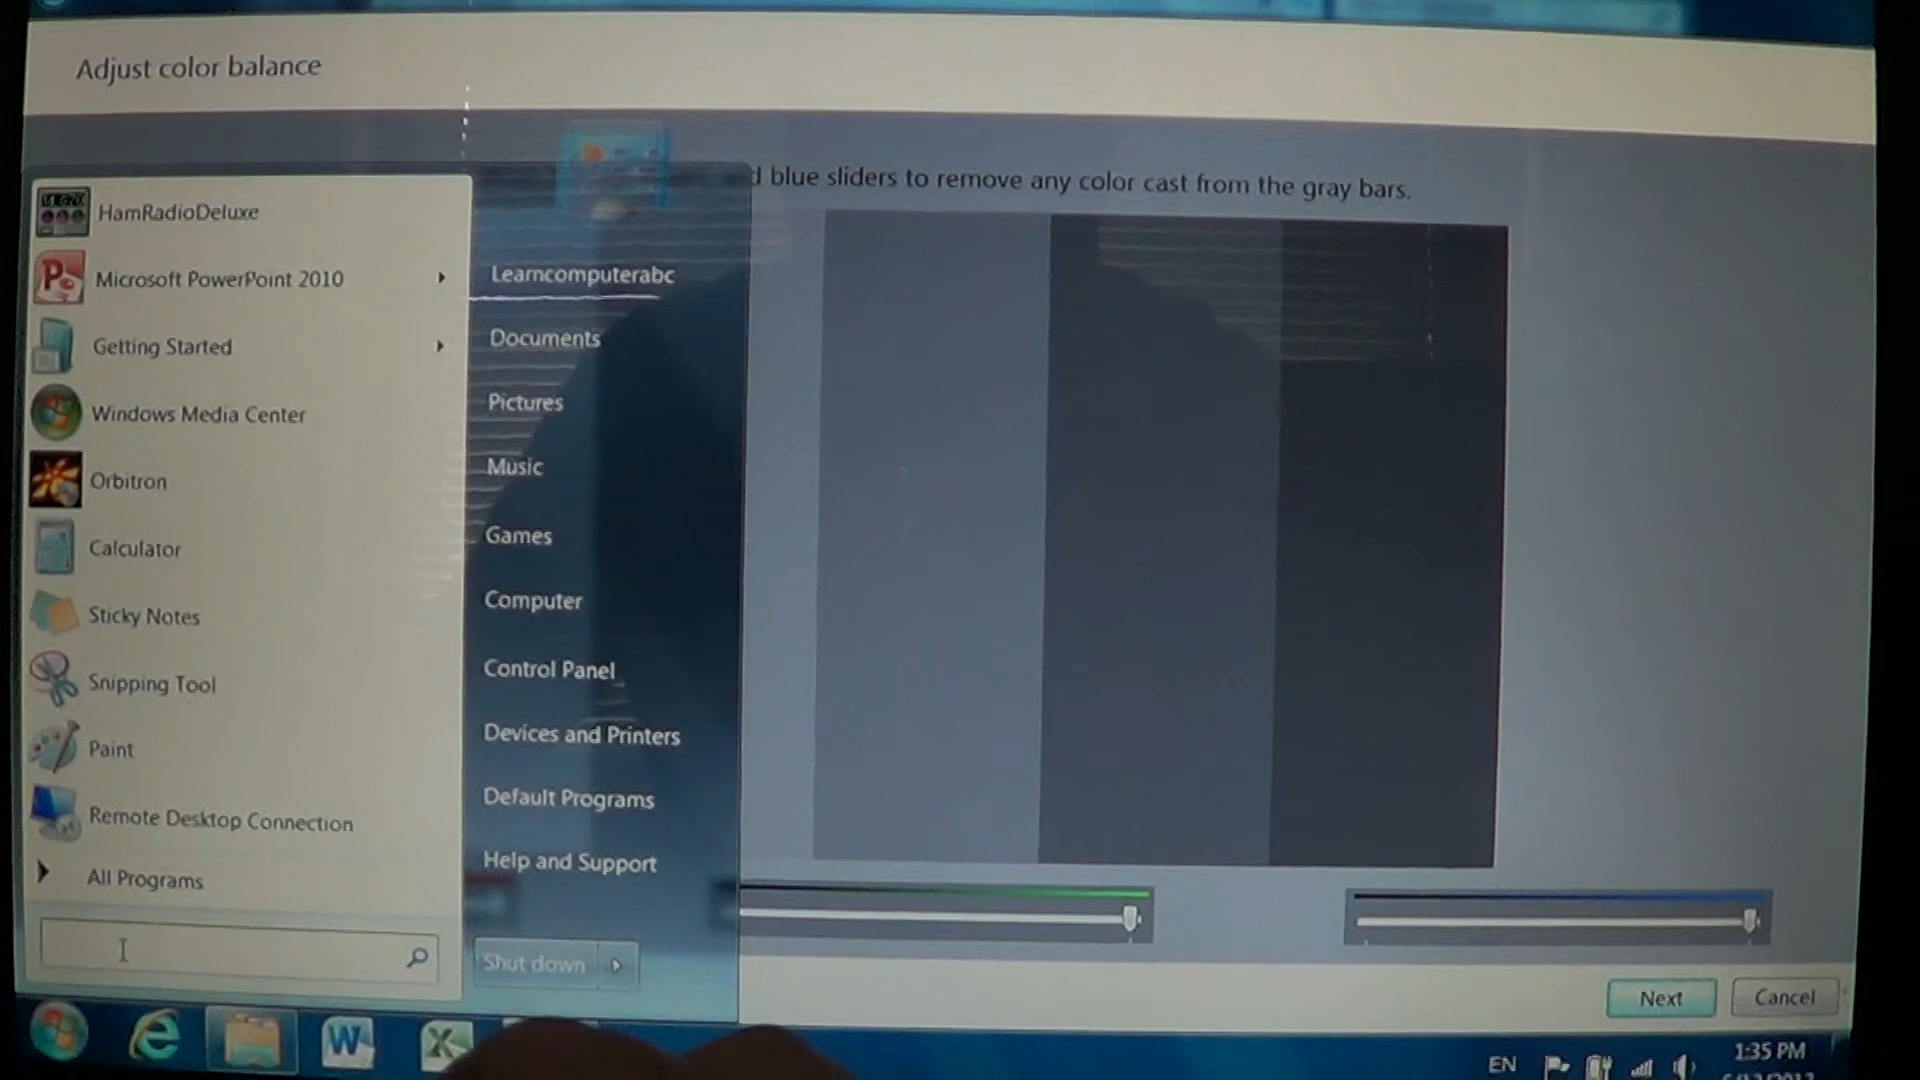 Adjust color balance
blue sliders to remove any color cast from the gray bars.
HamRadioDeluxe
Microsoft PowerPoint 2010
Getting Started
Windows Media Center
Orbitron
Calculator
Sticky Notes
Snipping Tool
Paint
Remote Desktop Connection
All Programs
Learncomputerabc
Documents
Pictures
Music
Games
Computer
Control Panel
Devices and Printers
Default Programs
Help and Support
Shut down
Next
Cancel
EN
1:35 PM